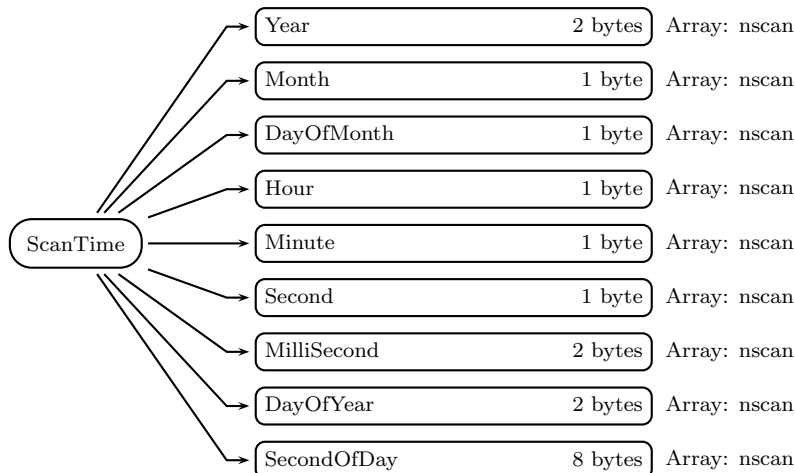 Year 2 bytes Array: nscan
Month 1 byte Array: nscan
DayOfMonth 1 byte Array: nscan
Hour 1 byte Array: nscan
ScanTime Minute 1 byte Array: nscan
Second 1 byte Array: nscan
MilliSecond 2 bytes Array: nscan
DayOfYear 2 bytes Array: nscan
SecondOfDay 8 bytes Array: nscan